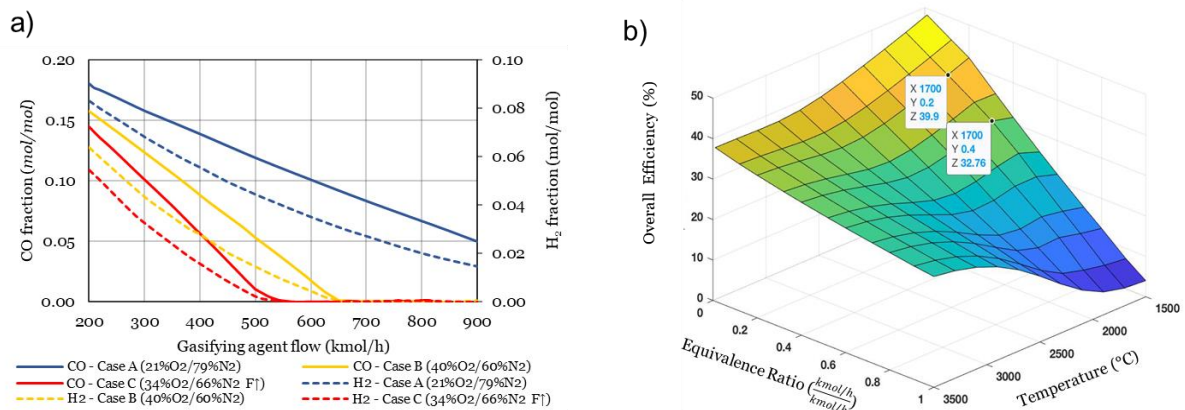 a)
0.20
0.15
0.10
0.05
0.00
CO fraction (mol/mol)
0.10
0.08
0.06
0.04
0.02
0.00
H₂ fraction (mol/mol)
200 300 400 500 600 700 800 900
Gasifying agent flow (kmol/h)
CO - Case A (21%O2/79%N2)
CO - Case B (40%O2/60%N2)
CO - Case C (34%O2/66%N2 F↑)
H2 - Case A (21%O2/79%N2)
H2 - Case B (40%O2/60%N2)
H2 - Case C (34%O2/66%N2 F↑)
b)
50
40
30
20
10
0
Overall Efficiency (%)
X 1700
Y 0.2
Z 39.9
X 1700
Y 0.4
Z 32.76
0
0.2
0.4
0.6
0.8
1
Equivalence Ratio (kmol/h / kmol/h)
3500
3000
2500
2000
1500
Temperature (°C)